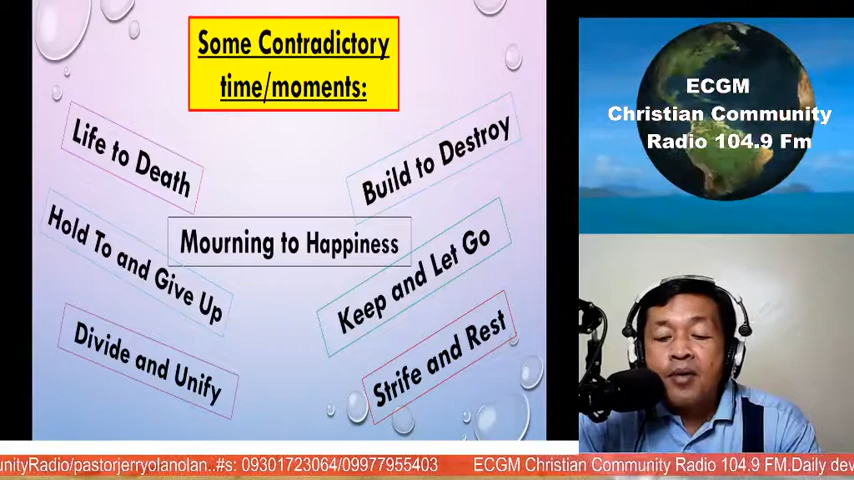 Some Contradictory
time/moments:
Life to Death
Build to Destroy
Hold To and Give Up
Mourning to Happiness
Keep and Let Go
Divide and Unify
Strife and Rest
ECGM
Christian Community
Radio 104.9 Fm
unityRadio/pastorjerryolanolan..#s: 09301723064/09977955403 ECGM Christian Community Radio 104.9 FM.Daily dev